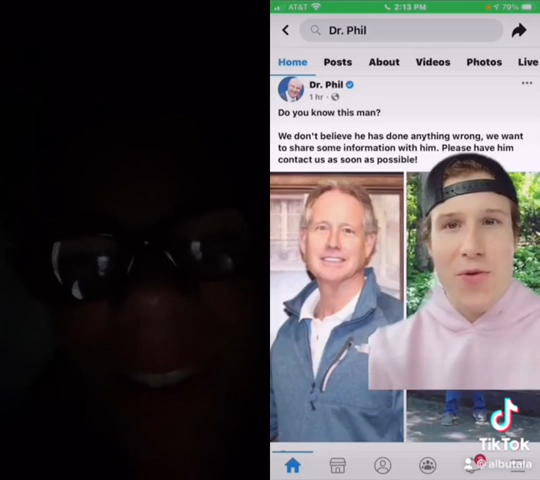 AT&T
2:13 PM
79%
Dr. Phil
Home Posts About Videos Photos Live
Dr. Phil
1 hr
Do you know this man?
We don't believe he has done anything wrong, we want
to share some information with him. Please have him
contact us as soon as possible!
TikTok
@albutala